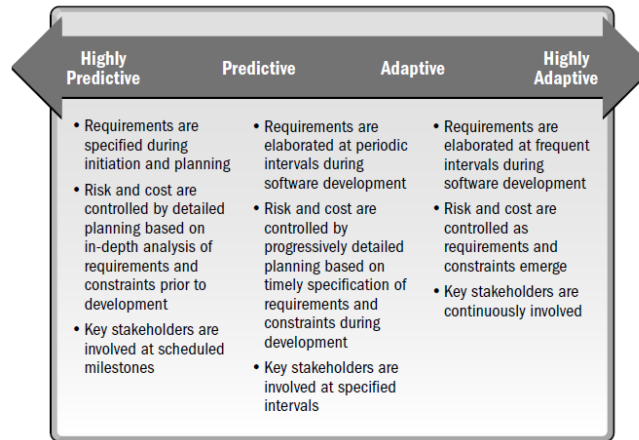 Highly Predictive
Predictive
Adaptive
Highly Adaptive
• Requirements are
specified during
initiation and planning
• Risk and cost are
controlled by detailed
planning based on
in-depth analysis of
requirements and
constraints prior to
development
• Key stakeholders are
involved at scheduled
milestones
• Requirements are
elaborated at periodic
intervals during
software development
• Risk and cost are
controlled by
progressively detailed
planning based on
timely specification of
requirements and
constraints during
development
• Key stakeholders are
involved at specified
intervals
• Requirements are
elaborated at frequent
intervals during
software development
• Risk and cost are
controlled as
requirements and
constraints emerge
• Key stakeholders are
continuously involved